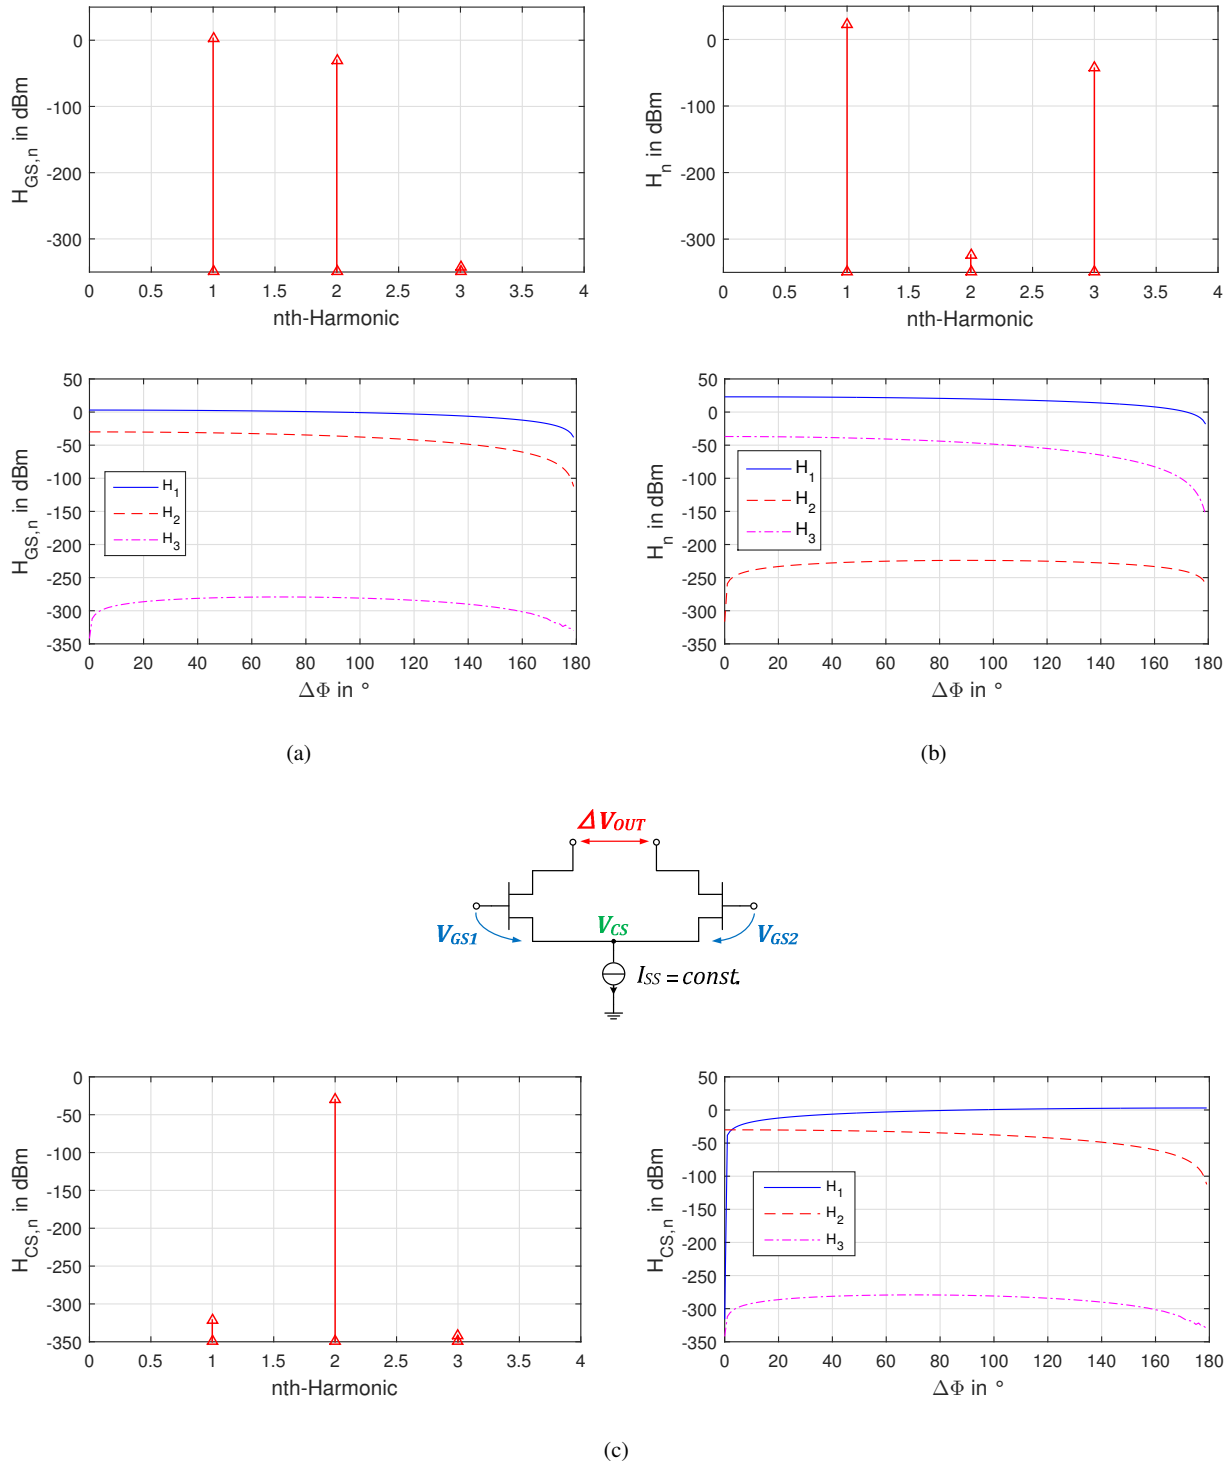 0
-100
-200
-300
H_GS,n in dBm
0 0.5 1 1.5 2 2.5 3 3.5 4
nth-Harmonic
0
-100
-200
-300
H_n in dBm
0 0.5 1 1.5 2 2.5 3 3.5 4
nth-Harmonic
50
0
-50
-100
-150
-200
-250
-300
-350
H_GS,n in dBm
H_1
H_2
H_3
0 20 40 60 80 100 120 140 160 180
ΔΦ in °
50
0
-50
-100
-150
-200
-250
-300
-350
H_n in dBm
H_1
H_2
H_3
0 20 40 60 80 100 120 140 160 180
ΔΦ in °
(a)
(b)
ΔV_OUT
V_GS1
V_CS
V_GS2
I_SS = const.
0
-50
-100
-150
-200
-250
-300
-350
H_CS,n in dBm
0 0.5 1 1.5 2 2.5 3 3.5 4
nth-Harmonic
50
0
-50
-100
-150
-200
-250
-300
-350
H_CS,n in dBm
H_1
H_2
H_3
0 20 40 60 80 100 120 140 160 180
ΔΦ in °
(c)